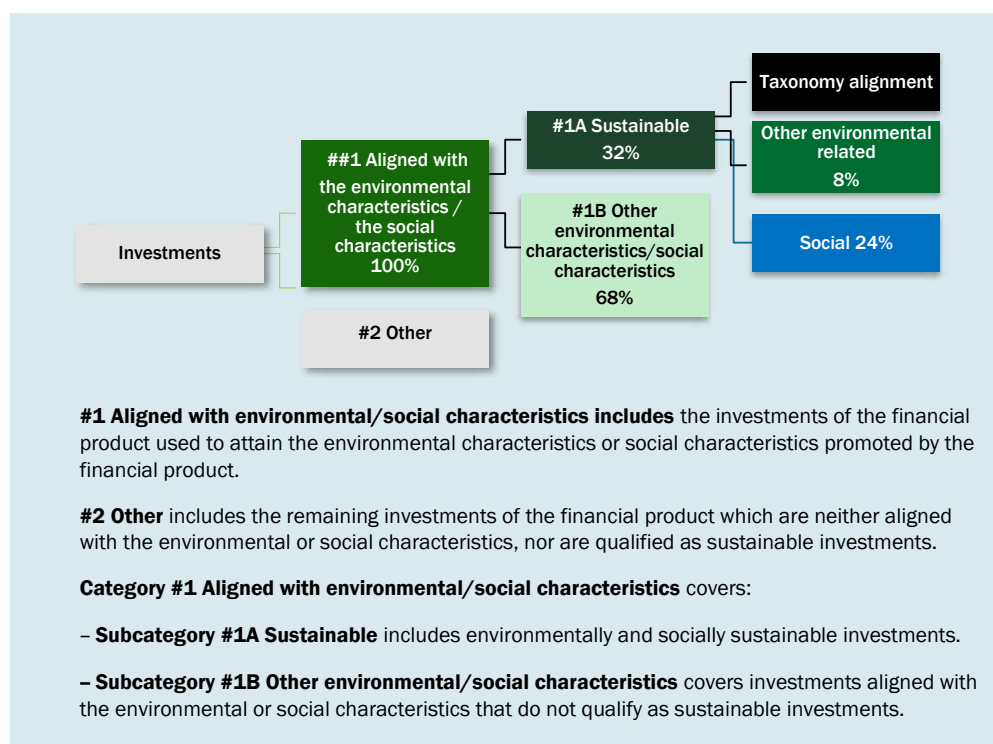 Taxonomy alignment
#1A Sustainable
32%
Other environmental
related
8%
##1 Aligned with
the environmental
characteristics /
the social
characteristics
100%
#1B Other
environmental
characteristics/social
characteristics
68%
Social 24%
Investments
#2 Other
#1 Aligned with environmental/social characteristics includes the investments of the financial
product used to attain the environmental characteristics or social characteristics promoted by the
financial product.
#2 Other includes the remaining investments of the financial product which are neither aligned
with the environmental or social characteristics, nor are qualified as sustainable investments.
Category #1 Aligned with environmental/social characteristics covers:
– Subcategory #1A Sustainable includes environmentally and socially sustainable investments.
– Subcategory #1B Other environmental/social characteristics covers investments aligned with
the environmental or social characteristics that do not qualify as sustainable investments.